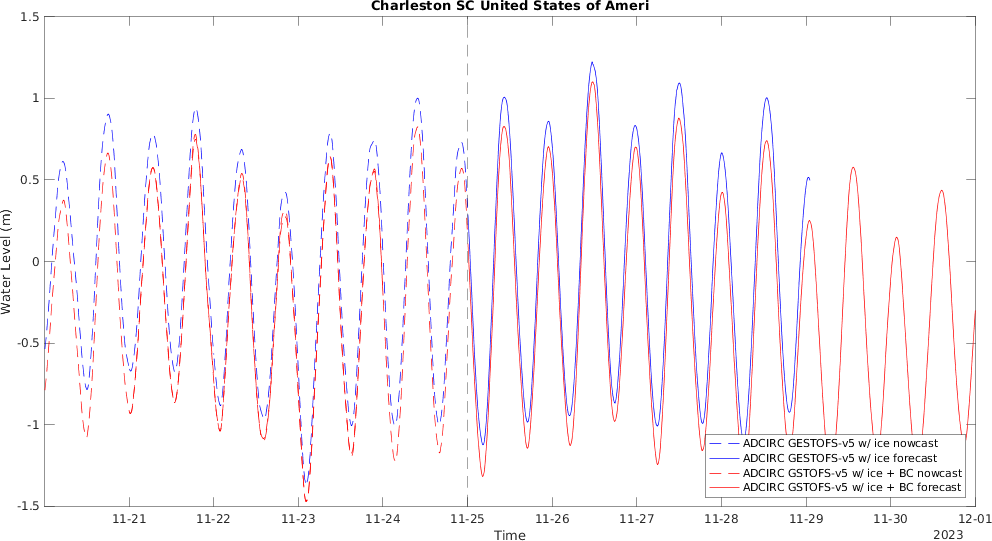 Charleston SC United States of Ameri
1.5
1
0.5
0
-0.5
-1
-1.5
Water Level (m)
11-21 11-22 11-23 11-24 11-25 11-26 11-27 11-28 11-29 11-30 12-01
Time
2023
ADCIRC GESTOFS-v5 w/ ice nowcast
ADCIRC GESTOFS-v5 w/ ice forecast
ADCIRC GSTOFS-v5 w/ ice + BC nowcast
ADCIRC GSTOFS-v5 w/ ice + BC forecast